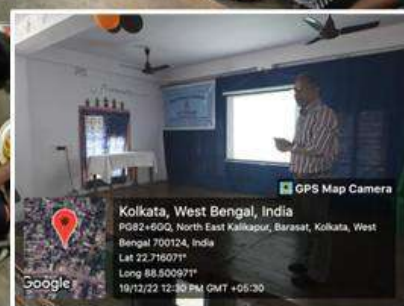 GPS Map Camera
Kolkata, West Bengal, India
PG82+6GQ, North East Kalikapur, Barasat, Kolkata, West
Bengal 700124, India
Lat 22.716071°
Long 88.500971°
19/12/22 12:30 PM GMT +05:30
Google